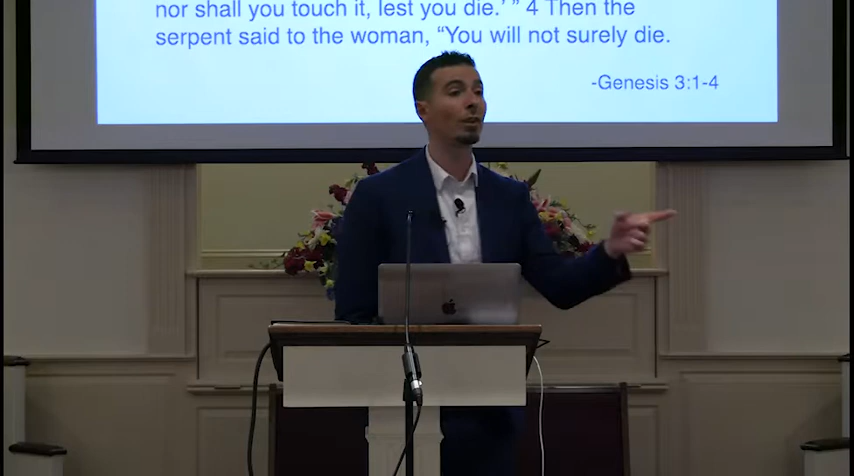 nor shall you touch it, lest you die.’ ” 4 Then the
serpent said to the woman, “You will not surely die.
-Genesis 3:1-4